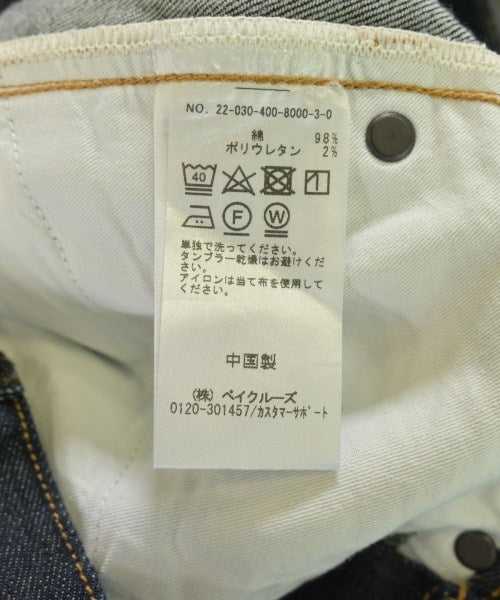 NO. 22-030-400-8000-3-0
綿 98%
ポリウレタン 2%
40
F W
単独で洗ってください。
タンブラー乾燥はお避けくだ
さい。
アイロンは当て布を使用して
ください。
中国製
(株) ベイクルーズ
0120-301457/カスタマーサポート